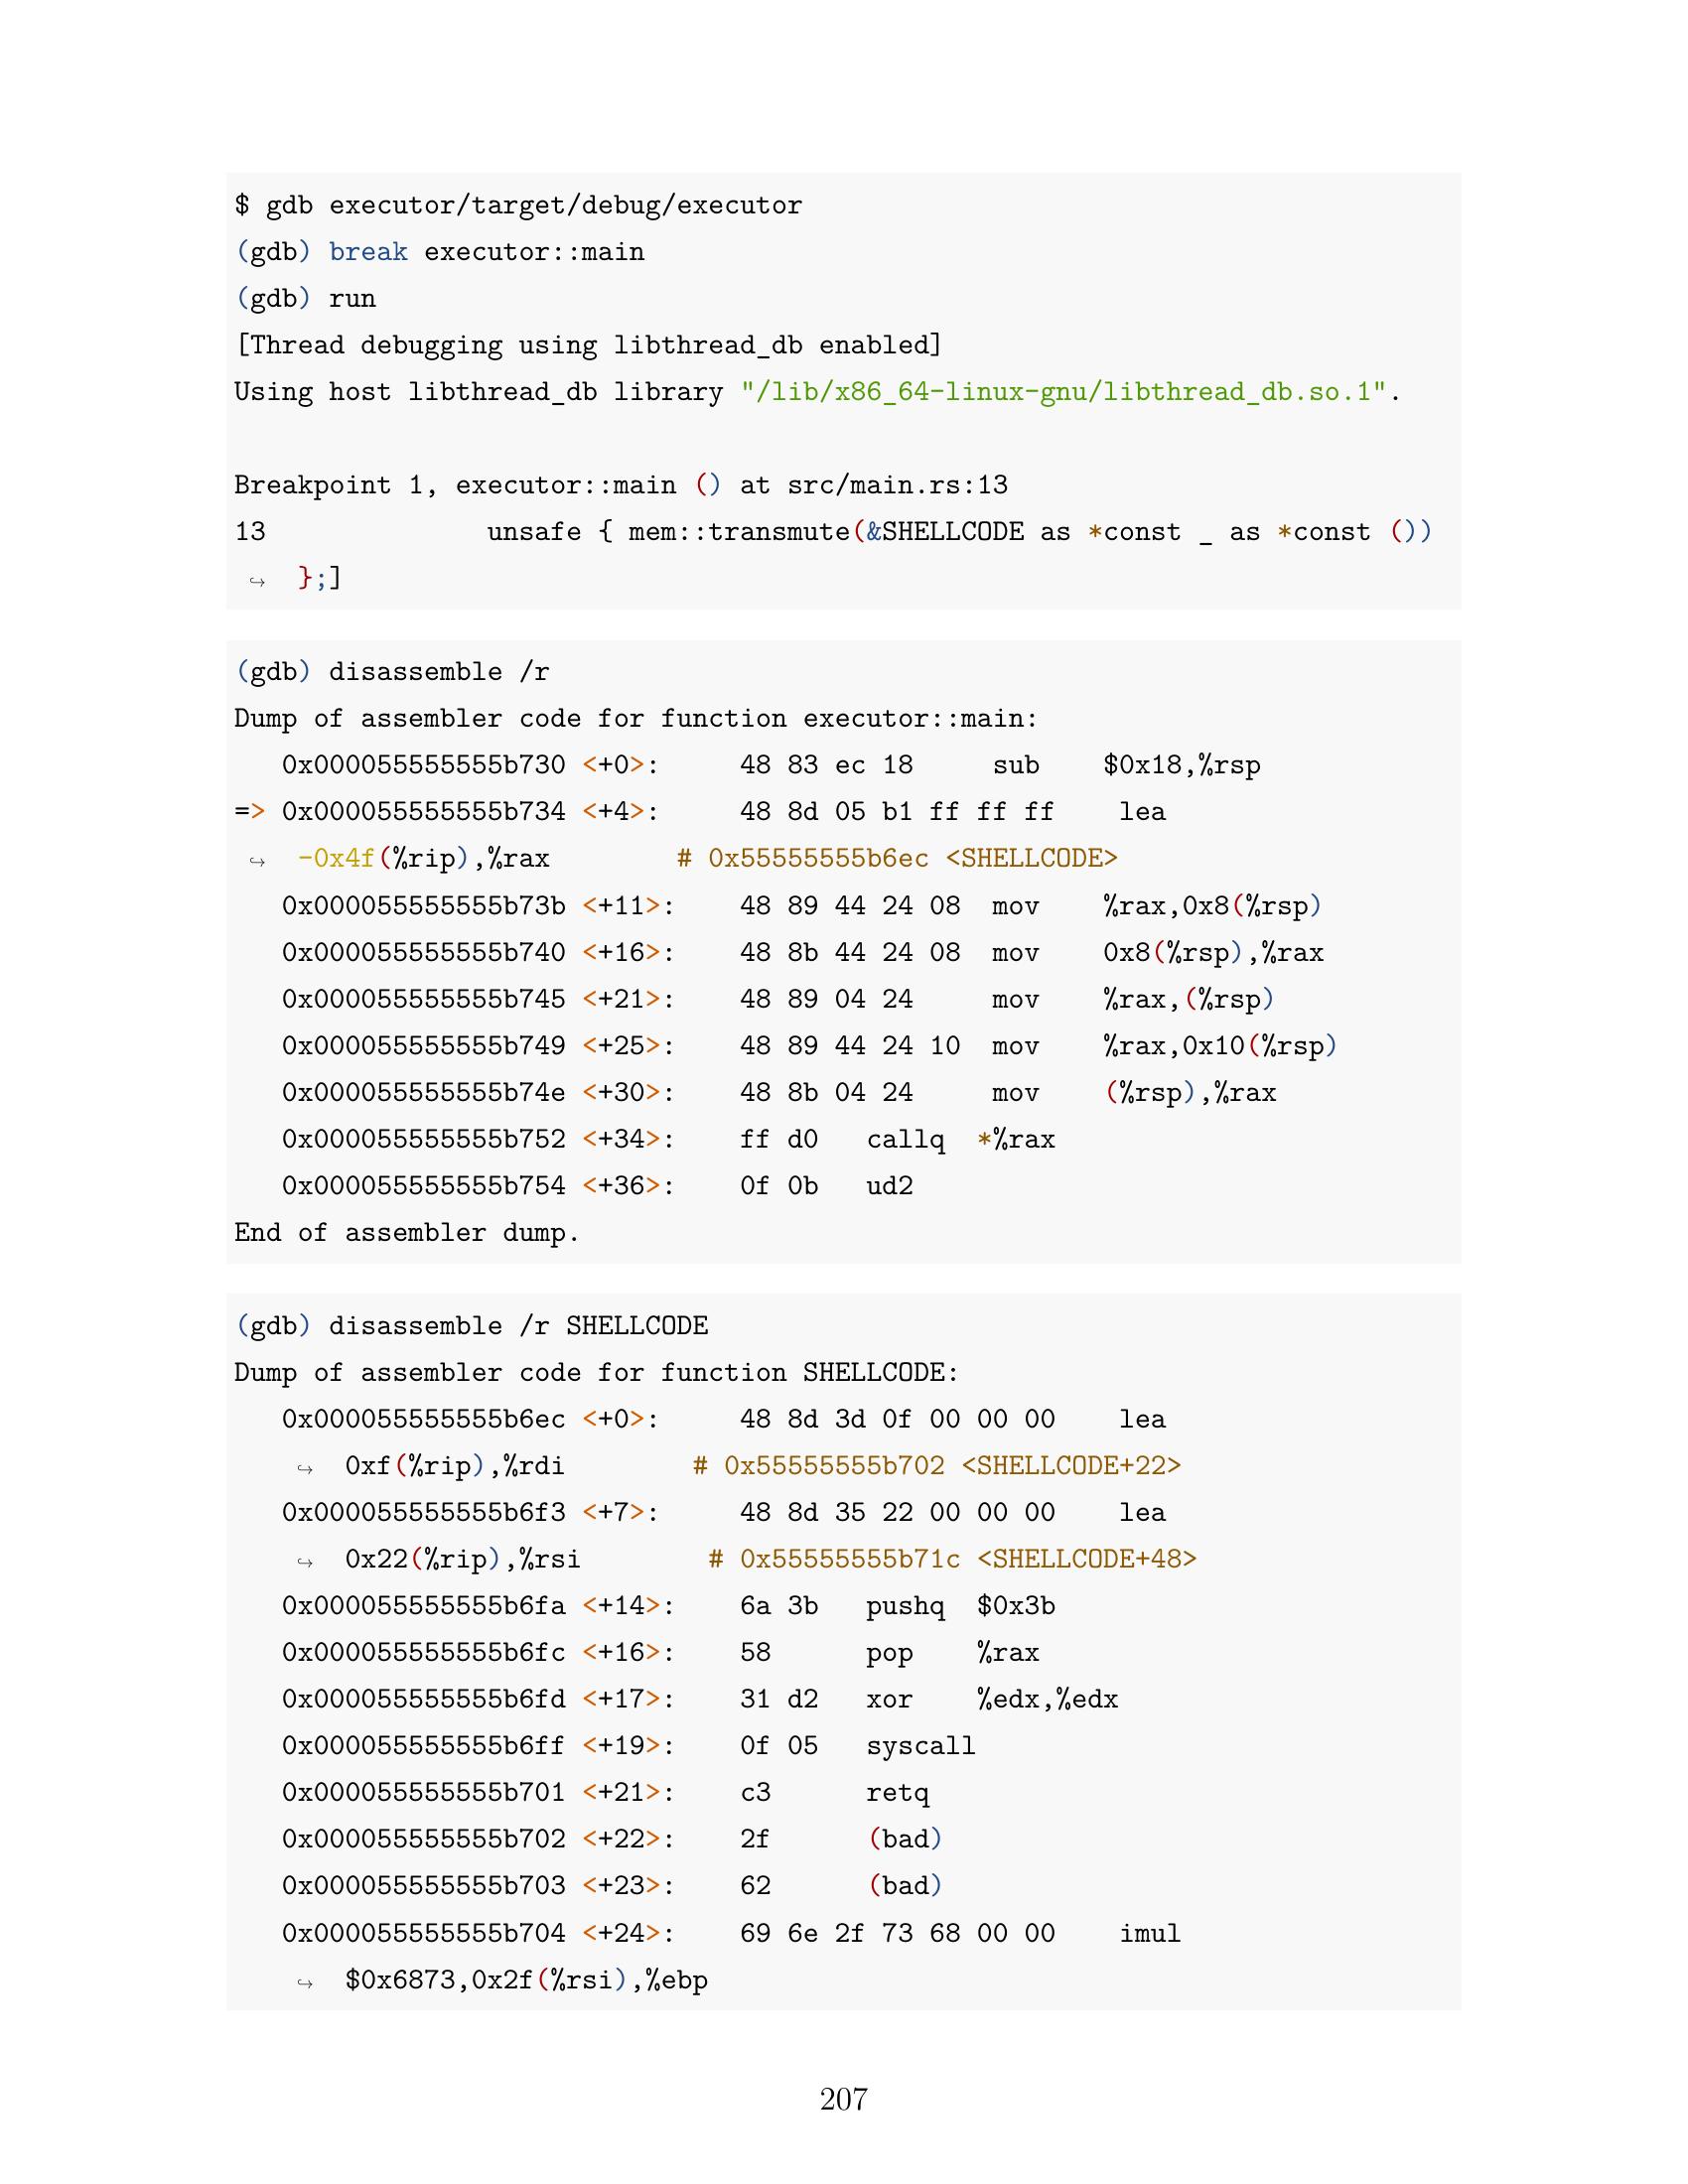 $ gdb executor/target/debug/executor
(gdb) break executor::main
(gdb) run
[Thread debugging using libthread_db enabled]
Using host libthread_db library "/lib/x86_64-linux-gnu/libthread_db.so.1".
Breakpoint 1, executor::main () at src/main.rs:13
13              unsafe { mem::transmute(&SHELLCODE as *const _ as *const ())
↪  };]
(gdb) disassemble /r
Dump of assembler code for function executor::main:
   0x000055555555b730 <+0>:     48 83 ec 18     sub    $0x18,%rsp
=> 0x000055555555b734 <+4>:     48 8d 05 b1 ff ff ff    lea
↪  -0x4f(%rip),%rax        # 0x55555555b6ec <SHELLCODE>
   0x000055555555b73b <+11>:    48 89 44 24 08  mov    %rax,0x8(%rsp)
   0x000055555555b740 <+16>:    48 8b 44 24 08  mov    0x8(%rsp),%rax
   0x000055555555b745 <+21>:    48 89 04 24     mov    %rax,(%rsp)
   0x000055555555b749 <+25>:    48 89 44 24 10  mov    %rax,0x10(%rsp)
   0x000055555555b74e <+30>:    48 8b 04 24     mov    (%rsp),%rax
   0x000055555555b752 <+34>:    ff d0   callq  *%rax
   0x000055555555b754 <+36>:    0f 0b   ud2
End of assembler dump.
(gdb) disassemble /r SHELLCODE
Dump of assembler code for function SHELLCODE:
   0x000055555555b6ec <+0>:     48 8d 3d 0f 00 00 00    lea
↪  0xf(%rip),%rdi        # 0x55555555b702 <SHELLCODE+22>
   0x000055555555b6f3 <+7>:     48 8d 35 22 00 00 00    lea
↪  0x22(%rip),%rsi        # 0x55555555b71c <SHELLCODE+48>
   0x000055555555b6fa <+14>:    6a 3b   pushq  $0x3b
   0x000055555555b6fc <+16>:    58      pop    %rax
   0x000055555555b6fd <+17>:    31 d2   xor    %edx,%edx
   0x000055555555b6ff <+19>:    0f 05   syscall
   0x000055555555b701 <+21>:    c3      retq
   0x000055555555b702 <+22>:    2f      (bad)
   0x000055555555b703 <+23>:    62      (bad)
   0x000055555555b704 <+24>:    69 6e 2f 73 68 00 00    imul
↪  $0x6873,0x2f(%rsi),%ebp
207